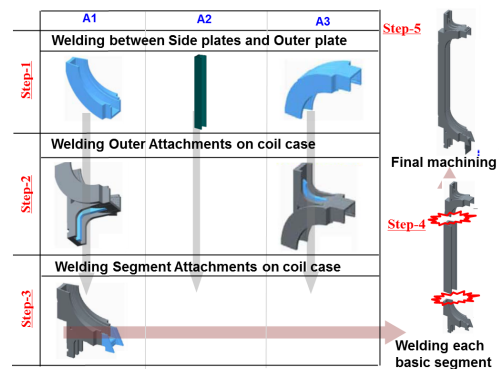 A1 A2 A3
Welding between Side plates and Outer plate
Step-1
Welding Outer Attachments on coil case
Step-2
Welding Segment Attachments on coil case
Step-3
Step-5
Final machining
Step-4
Welding each
basic segment